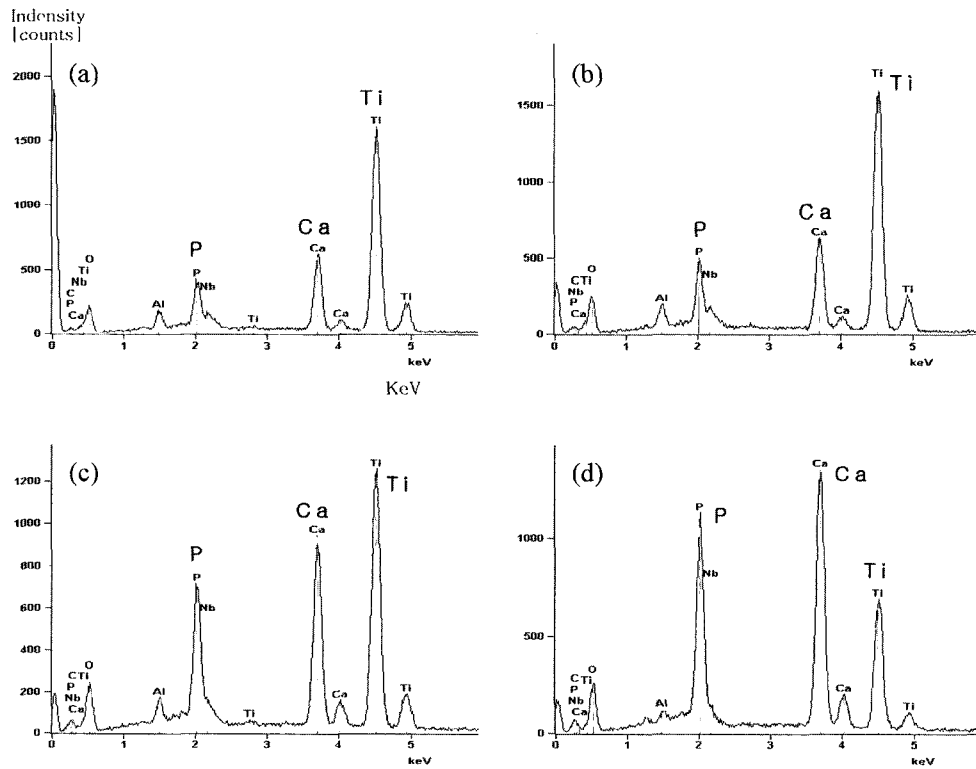 Indensity
[counts]
(a)
2000
1500
1000
500
0
O
Ti
Nb
C
P
Ca
Al
P
P
Nb
Ti
Ca
Ca
Ca
Ti
Ti
Ti
0 1 2 3 4 5
keV
KeV
(b)
1500
1000
500
0
O
C Ti
Nb
P
Ca
Al
P
P
Nb
Ca
Ca
Ca
Ti
Ti
Ti
0 1 2 3 4 5
keV
(c)
1200
1000
800
600
400
200
0
O
C Ti
P
Nb
Ca
Al
P
P
Nb
Ti
Ca
Ca
Ca
Ti
Ti
Ti
0 1 2 3 4 5
keV
(d)
1000
500
0
O
C
P Ti
Nb
Ca
Al
P
P
Nb
Ca
Ca
Ca
Ti
Ti
Ti
0 1 2 3 4 5
keV